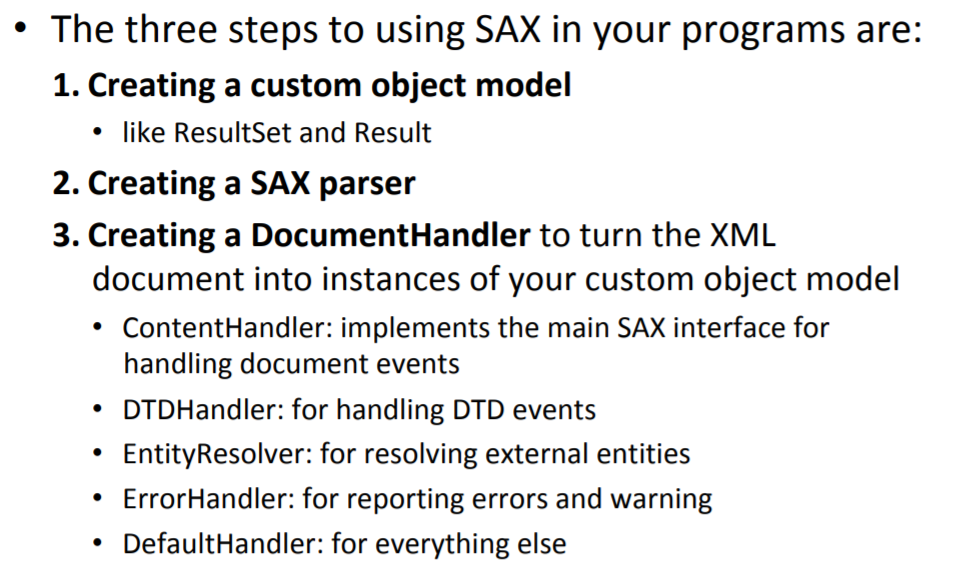 • The three steps to using SAX in your programs are:
1. Creating a custom object model
• like ResultSet and Result
2. Creating a SAX parser
3. Creating a DocumentHandler to turn the XML
document into instances of your custom object model
• ContentHandler: implements the main SAX interface for
handling document events
• DTDHandler: for handling DTD events
• EntityResolver: for resolving external entities
• ErrorHandler: for reporting errors and warning
• DefaultHandler: for everything else